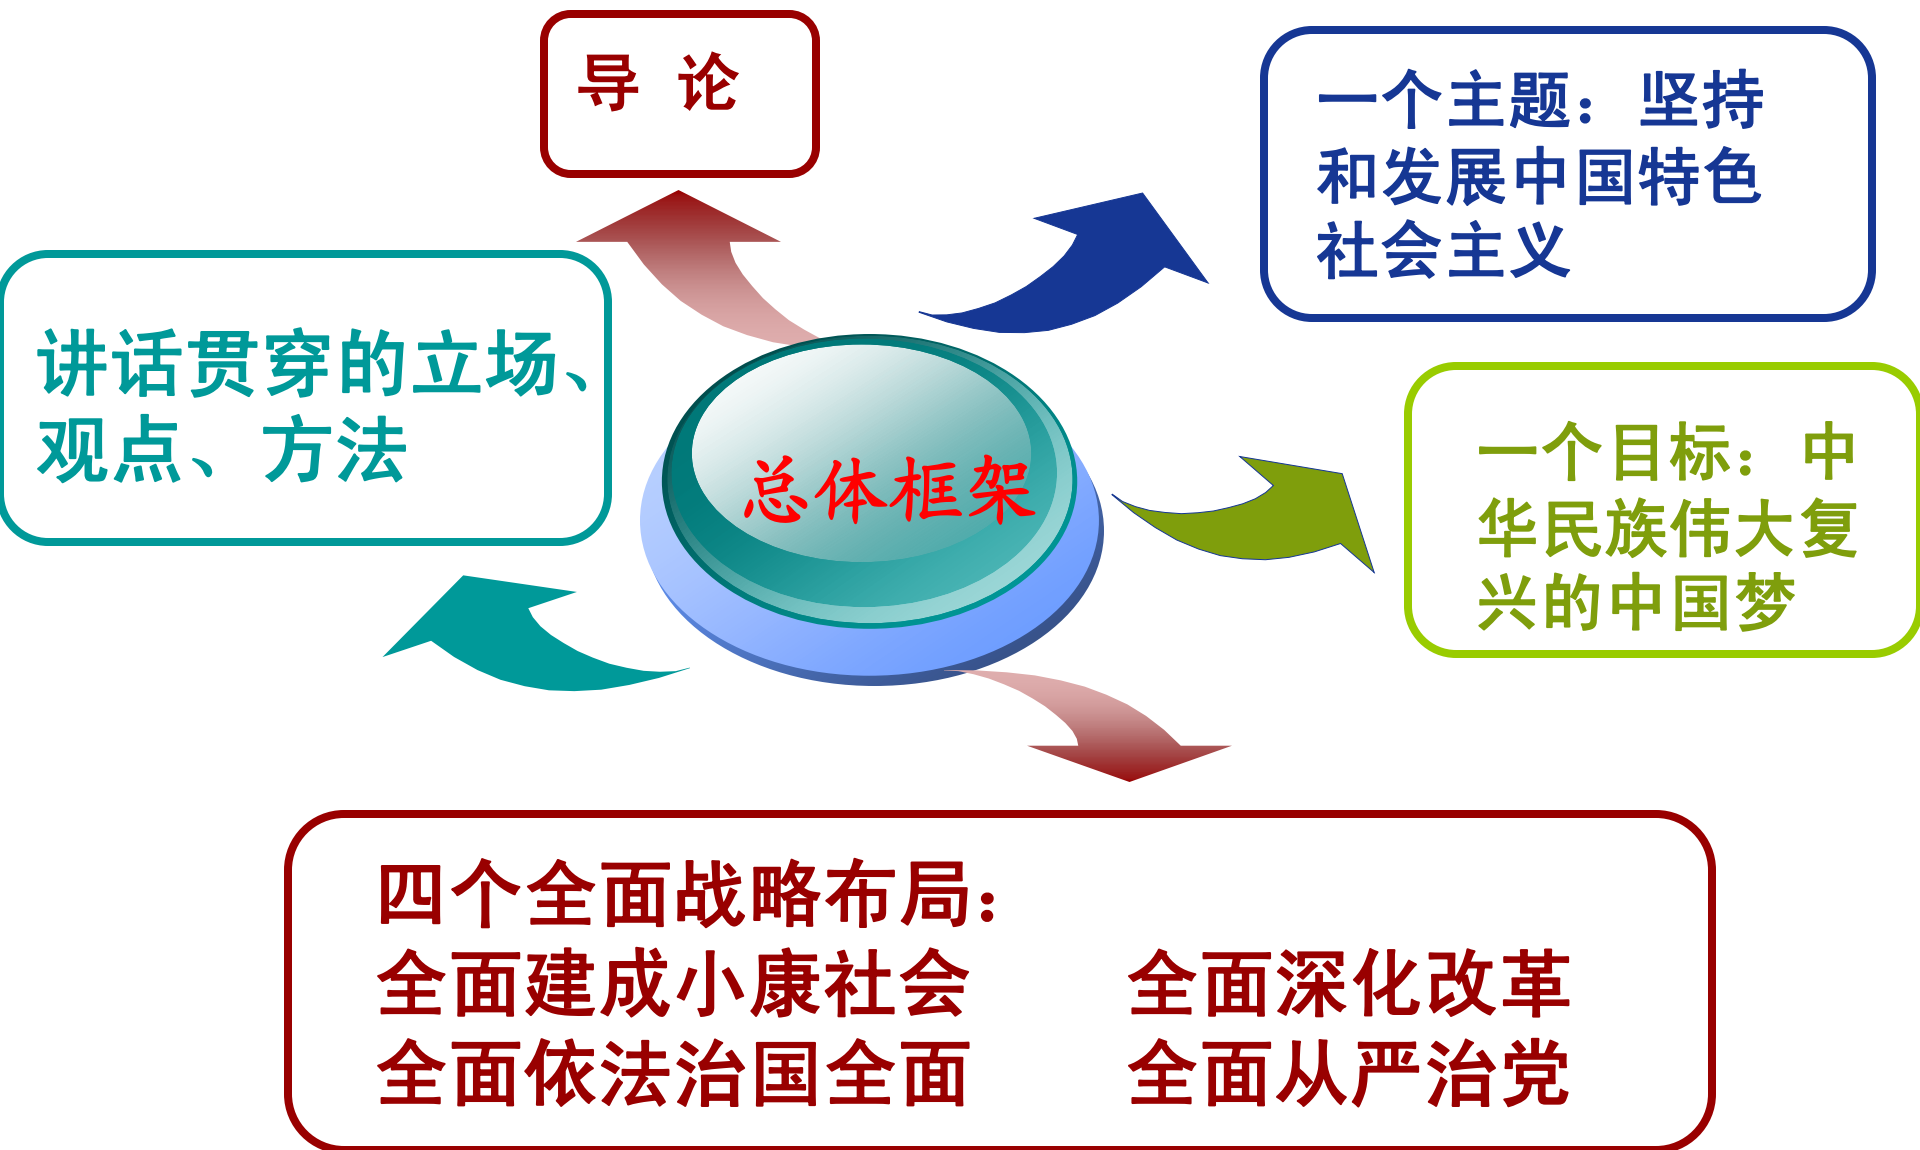 导 论
一个主题：坚持
和发展中国特色
社会主义
讲话贯穿的立场、
观点、方法
总体框架
一个目标：中
华民族伟大复
兴的中国梦
四个全面战略布局：
全面建成小康社会 全面深化改革
全面依法治国全面 全面从严治党